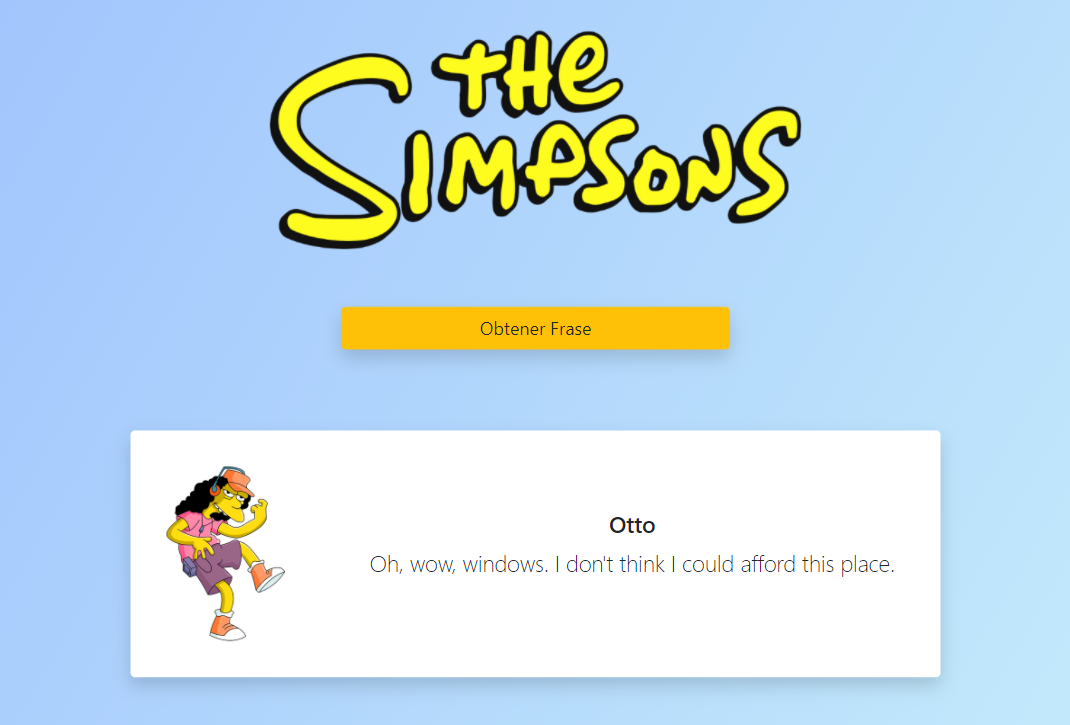 THE
SIMPSONS
Obtener Frase
Otto
Oh, wow, windows. I don't think I could afford this place.